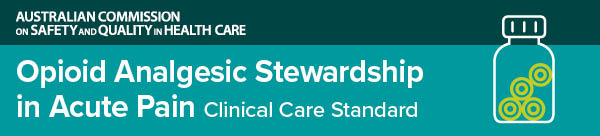 AUSTRALIAN COMMISSION
ON SAFETY AND QUALITY IN HEALTH CARE
Opioid Analgesic Stewardship
in Acute Pain Clinical Care Standard